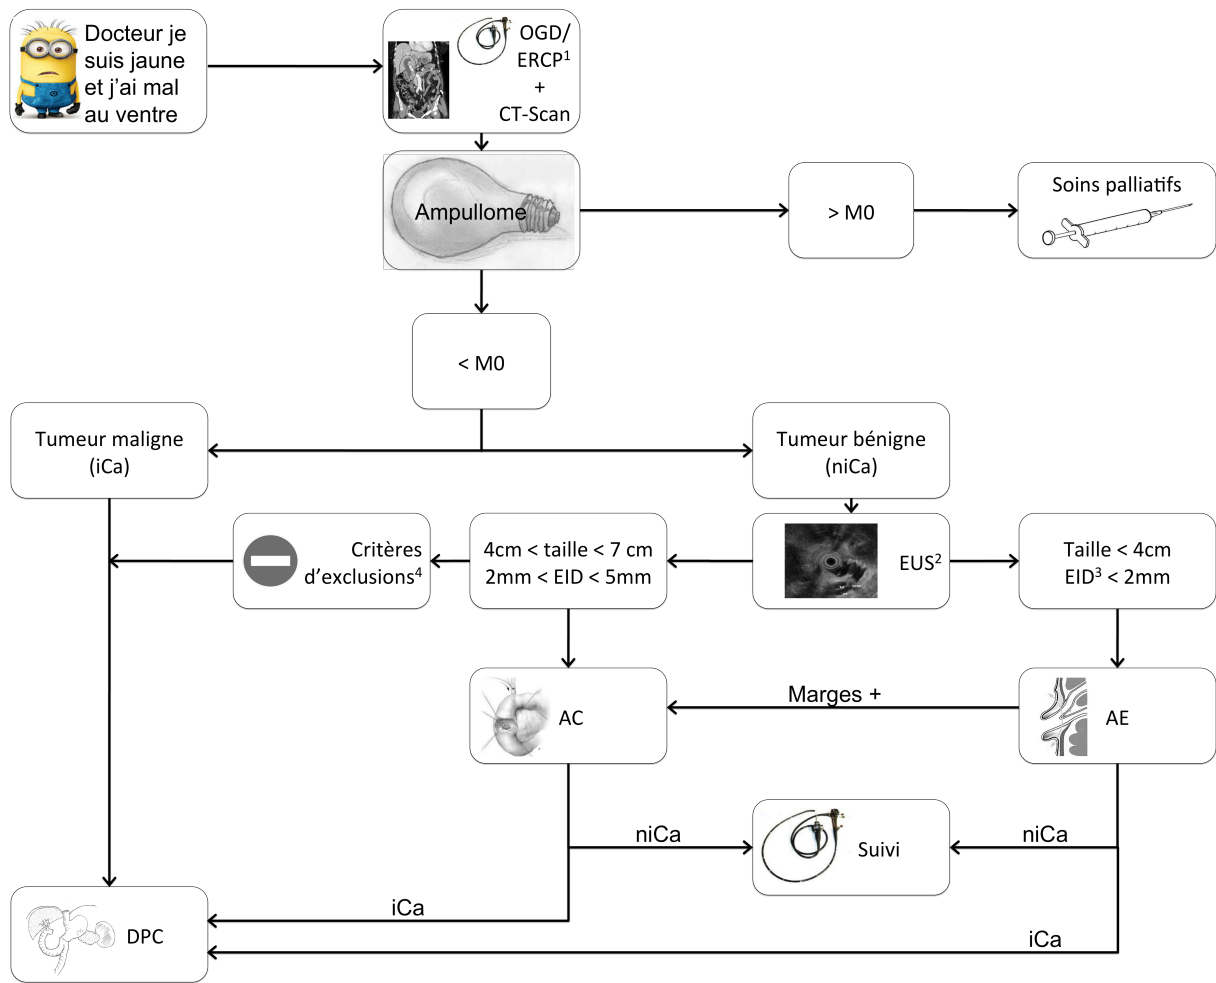 Docteur je
suis jaune
et j’ai mal
au ventre
OGD/
ERCP1
+
CT-Scan
Ampullome
> M0
Soins palliatifs
< M0
Tumeur maligne
(iCa)
Tumeur bénigne
(niCa)
Critères
d’exclusions4
4cm < taille < 7 cm
2mm < EID < 5mm
EUS2
Taille < 4cm
EID3 < 2mm
AC
Marges +
AE
niCa
Suivi
niCa
iCa
DPC
iCa